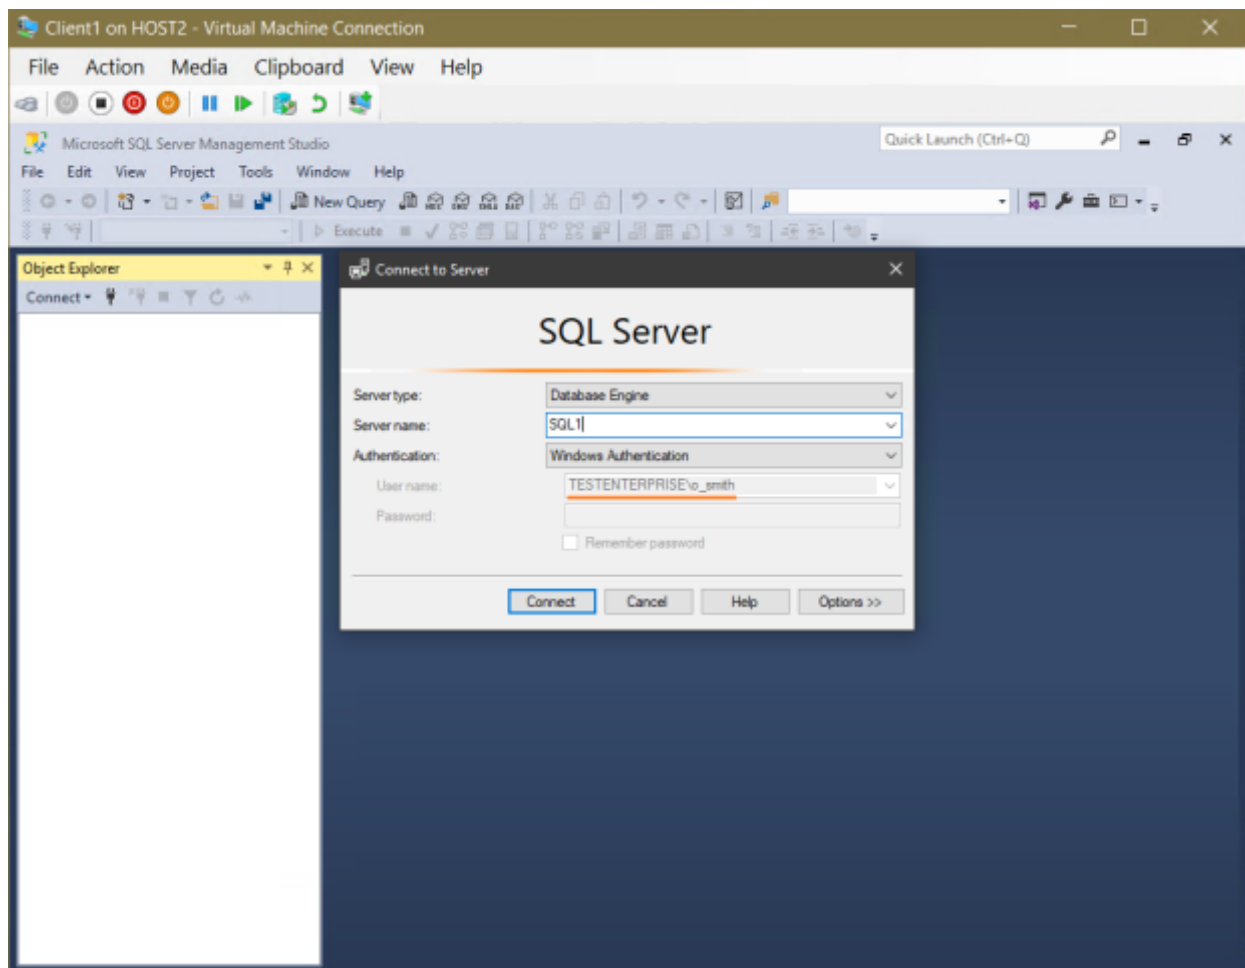 Client1 on HOST2 - Virtual Machine Connection
File Action Media Clipboard View Help
Microsoft SQL Server Management Studio
Quick Launch (Ctrl+Q)
File Edit View Project Tools Window Help
New Query
Execute
Object Explorer
Connect
Connect to Server
SQL Server
Server type: Database Engine
Server name: SQL1
Authentication: Windows Authentication
User name: TESTENTERPRISE\o_smith
Password:
Remember password
Connect Cancel Help Options >>